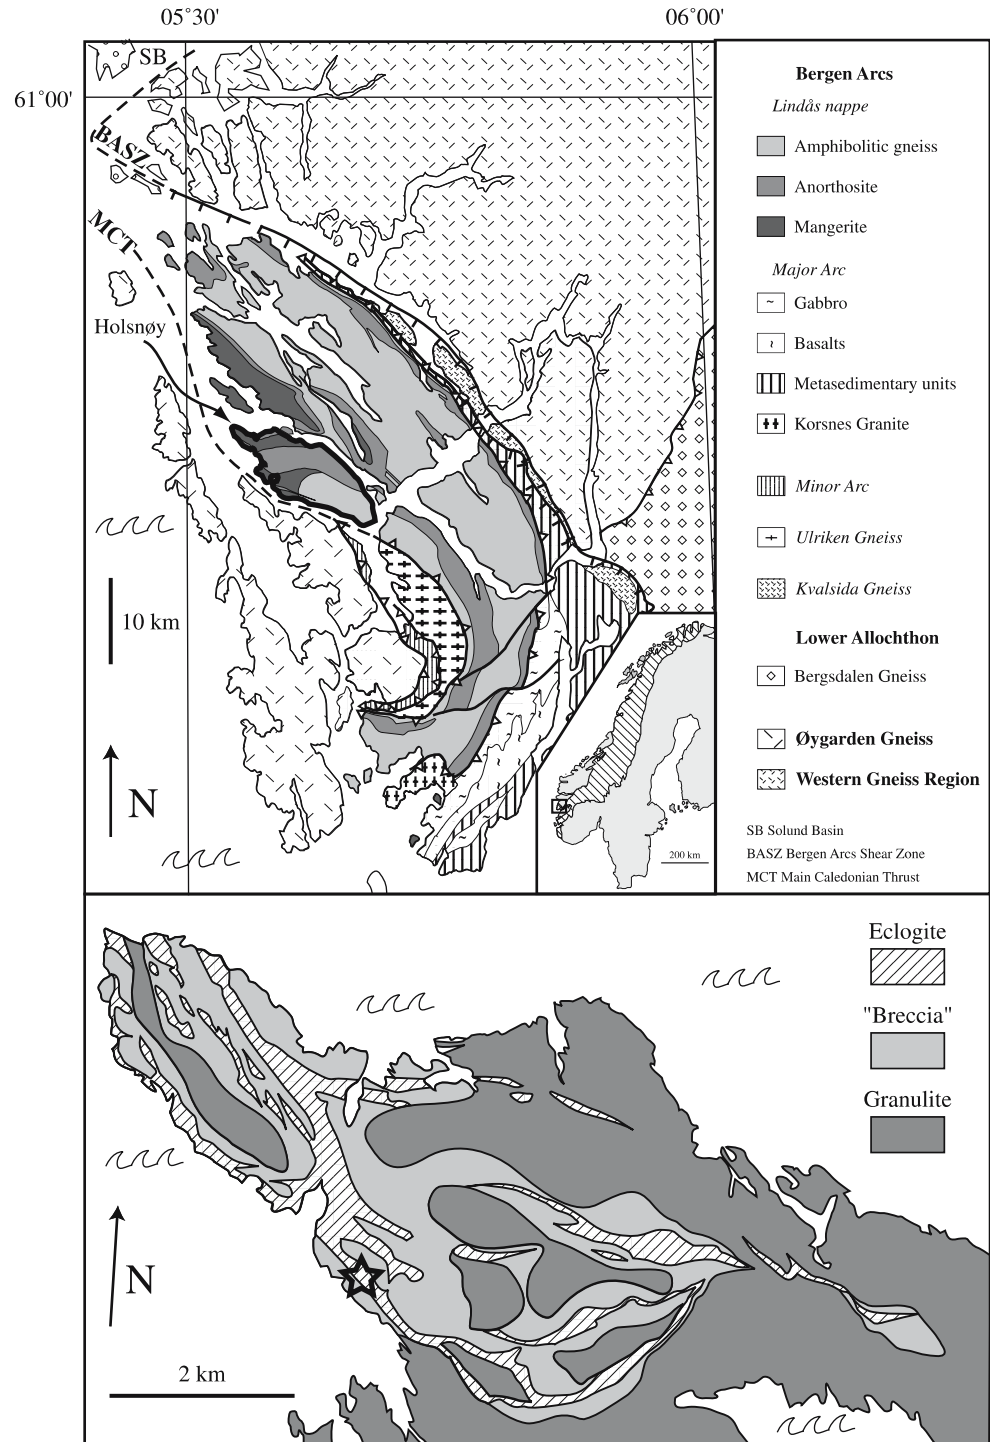 05°30'
06°00'
SB
61°00'
BASZ
MCT
Holsnøy
10 km
N
200 km
Bergen Arcs
Lindås nappe
Amphibolitic gneiss
Anorthosite
Mangerite
Major Arc
Gabbro
Basalts
Metasedimentary units
Korsnes Granite
Minor Arc
Ulriken Gneiss
Kvalsida Gneiss
Lower Allochthon
Bergsdalen Gneiss
Øygarden Gneiss
Western Gneiss Region
SB Solund Basin
BASZ Bergen Arcs Shear Zone
MCT Main Caledonian Thrust
Eclogite
"Breccia"
Granulite
N
2 km